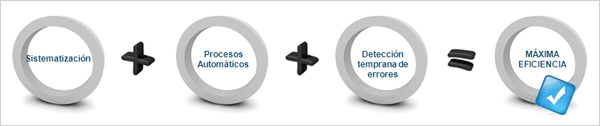 Sistematización
Procesos
Automáticos
Detección
temprana de
errores
MÁXIMA
EFICIENCIA